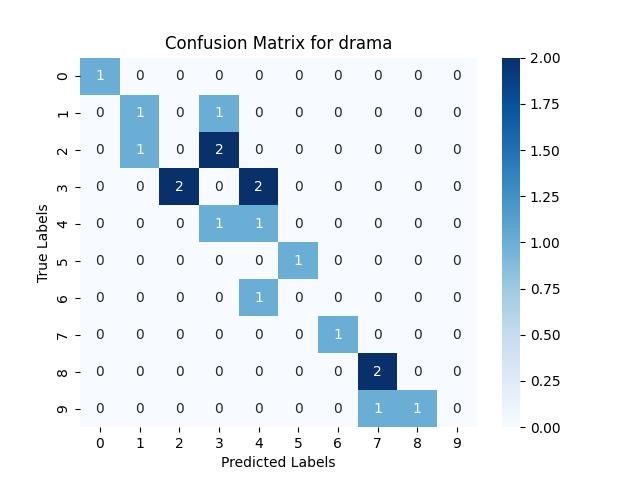 Confusion Matrix for drama
0 1 0 0 0 0 0 0 0 0 0
1 0 1 0 1 0 0 0 0 0 0
2 0 1 0 2 0 0 0 0 0 0
3 0 0 2 0 2 0 0 0 0 0
4 0 0 0 1 1 0 0 0 0 0
5 0 0 0 0 0 1 0 0 0 0
6 0 0 0 0 1 0 0 0 0 0
7 0 0 0 0 0 0 1 0 0 0
8 0 0 0 0 0 0 0 2 0 0
9 0 0 0 0 0 0 0 1 1 0
0 1 2 3 4 5 6 7 8 9
True Labels
Predicted Labels
2.00
1.75
1.50
1.25
1.00
0.75
0.50
0.25
0.00